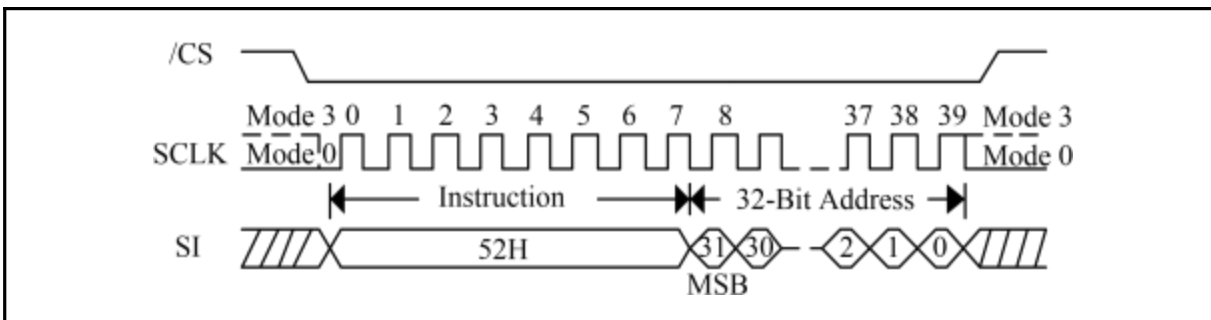 /CS
Mode 3 0 1 2 3 4 5 6 7 8 37 38 39 Mode 3
SCLK Mode 0 Mode 0
Instruction 32-Bit Address
SI 52H 31 30 2 1 0
MSB